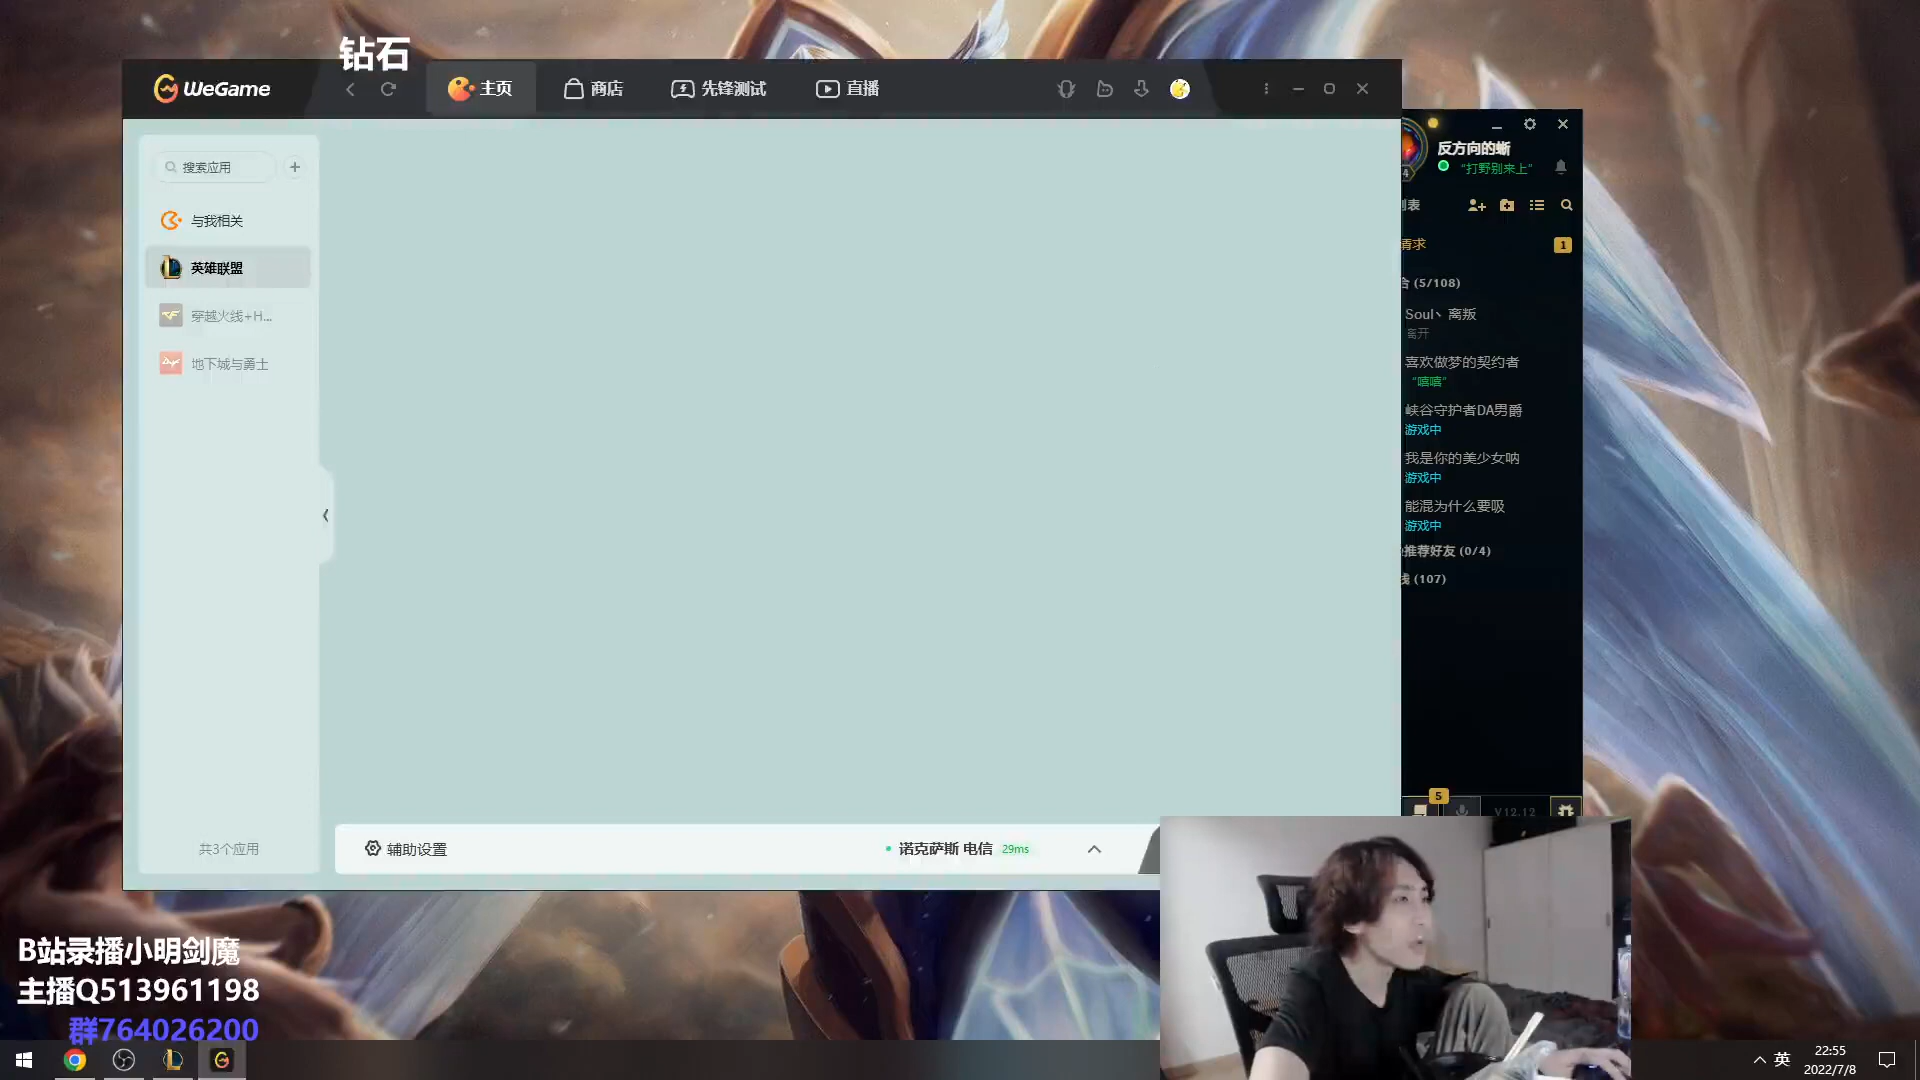 钻石
WeGame
主页
商店
先锋测试
直播
搜索应用
与我相关
英雄联盟
穿越火线+H...
地下城与勇士
共3个应用
辅助设置
诺克萨斯 电信 29ms
反方向的蜥
4
“打野别来上”
列表
请求
1
合 (5/108)
Soul丶 离叛
离开
喜欢做梦的契约者
“嘻嘻”
峡谷守护者DA男爵
游戏中
我是你的美少女呐
游戏中
能混为什么要吸
游戏中
推荐好友 (0/4)
线 (107)
5
V12.12
B站录播小明剑魔
主播Q513961198
群764026200
英
22:55
2022/7/8